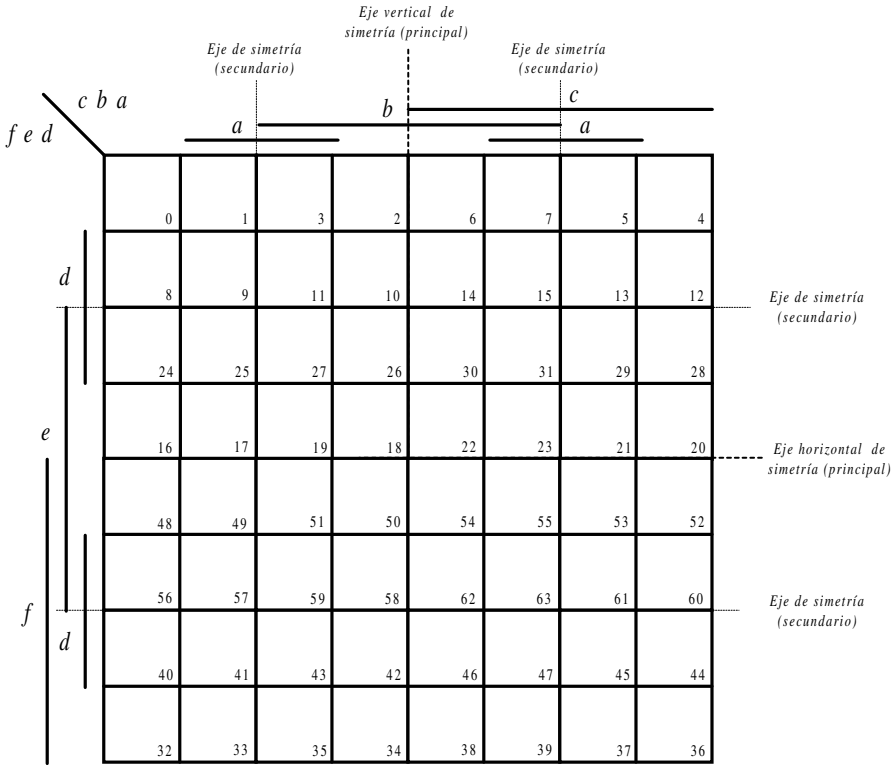 Eje vertical de
simetría (principal)
Eje de simetría
(secundario)
Eje de simetría
(secundario)
c b a
f e d
c
b
a
a
0 1 3 2 6 7 5 4
d
8 9 11 10 14 15 13 12
Eje de simetría
(secundario)
24 25 27 26 30 31 29 28
e
16 17 19 18 22 23 21 20
Eje horizontal de
simetría (principal)
48 49 51 50 54 55 53 52
56 57 59 58 62 63 61 60
f
Eje de simetría
(secundario)
d
40 41 43 42 46 47 45 44
32 33 35 34 38 39 37 36